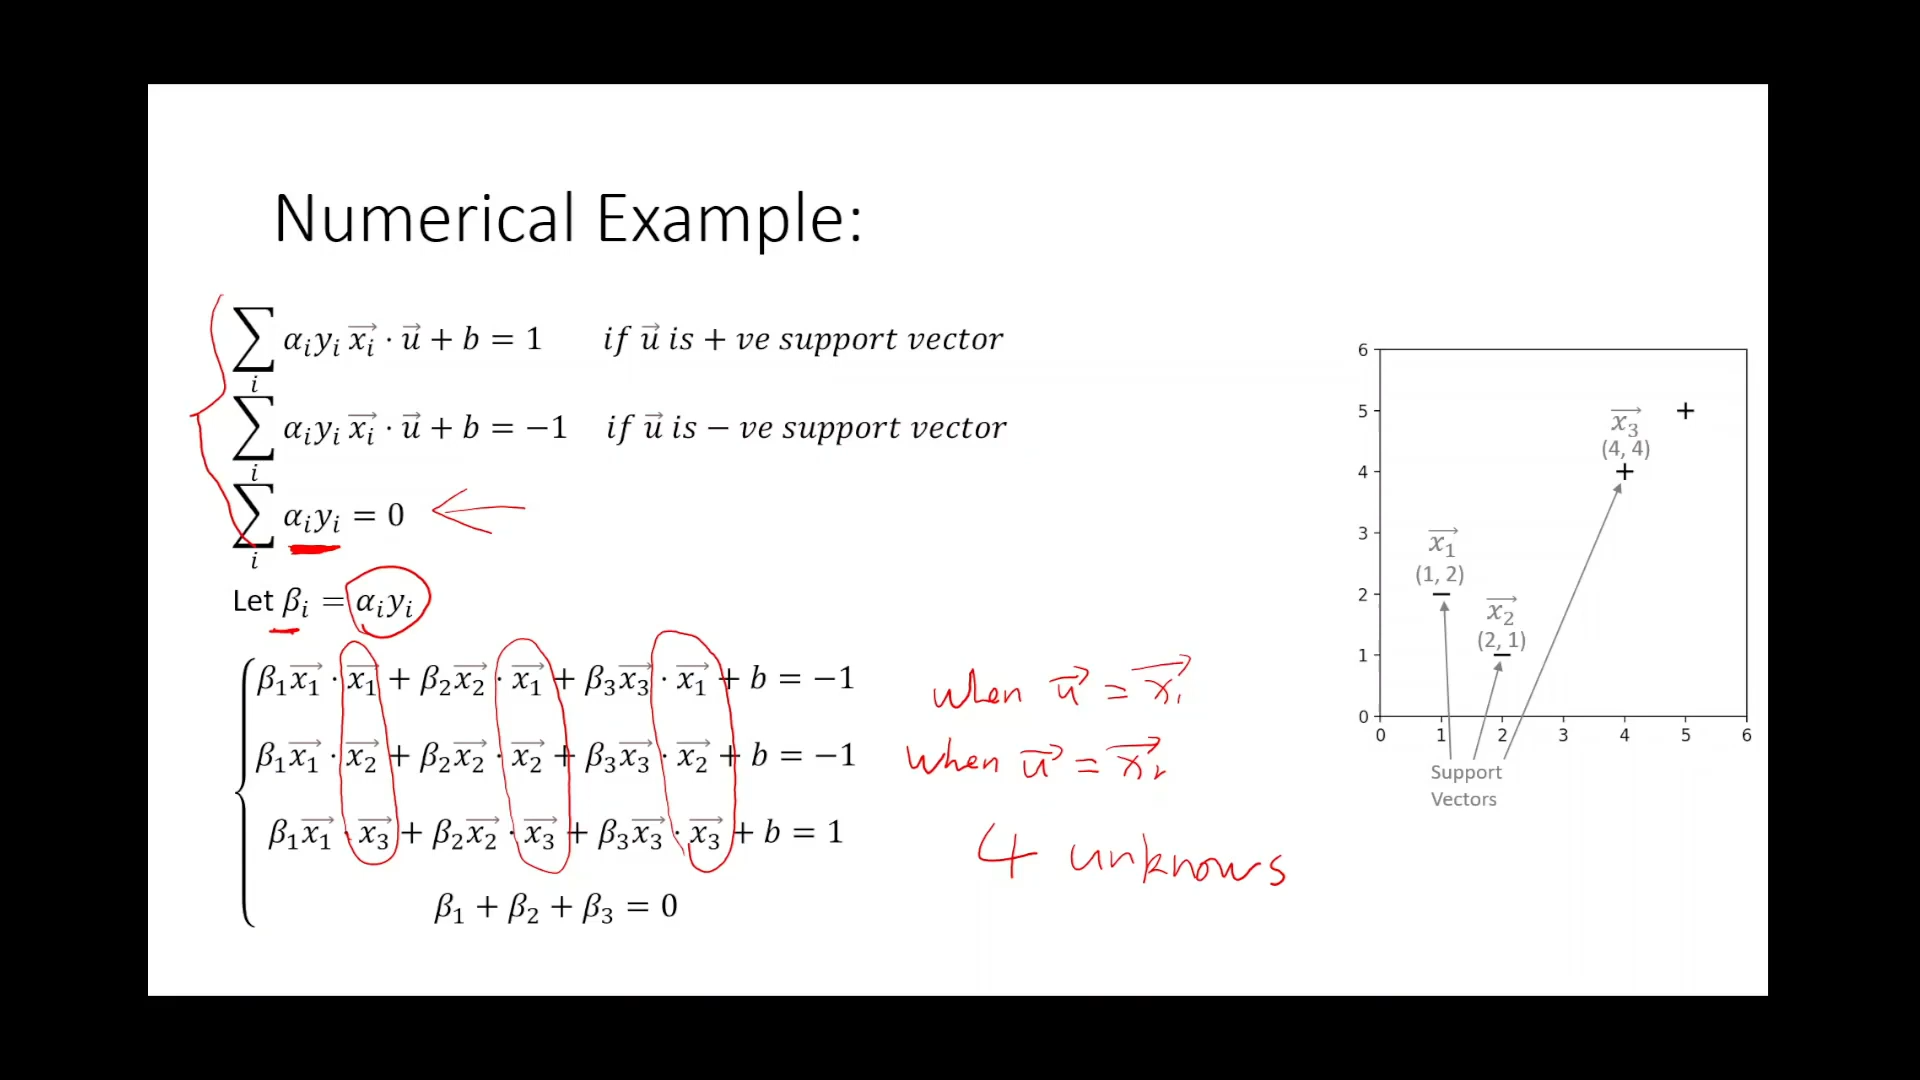 Numerical Example:
∑ᵢ αᵢyᵢ x⃗ᵢ · u⃗ + b = 1 if u⃗ is + ve support vector
∑ᵢ αᵢyᵢ x⃗ᵢ · u⃗ + b = −1 if u⃗ is − ve support vector
∑ᵢ αᵢyᵢ = 0
Let βᵢ = αᵢyᵢ
β₁x⃗₁ · x⃗₁ + β₂x⃗₂ · x⃗₁ + β₃x⃗₃ · x⃗₁ + b = −1 when u⃗ = x⃗₁
β₁x⃗₁ · x⃗₂ + β₂x⃗₂ · x⃗₂ + β₃x⃗₃ · x⃗₂ + b = −1 when u⃗ = x⃗₂
β₁x⃗₁ · x⃗₃ + β₂x⃗₂ · x⃗₃ + β₃x⃗₃ · x⃗₃ + b = 1 4 unknows
β₁ + β₂ + β₃ = 0
6
5
4
3
2
1
0
x⃗₃
(4, 4)
x⃗₁
(1, 2)
x⃗₂
(2, 1)
0 1 2 3 4 5 6
Support
Vectors